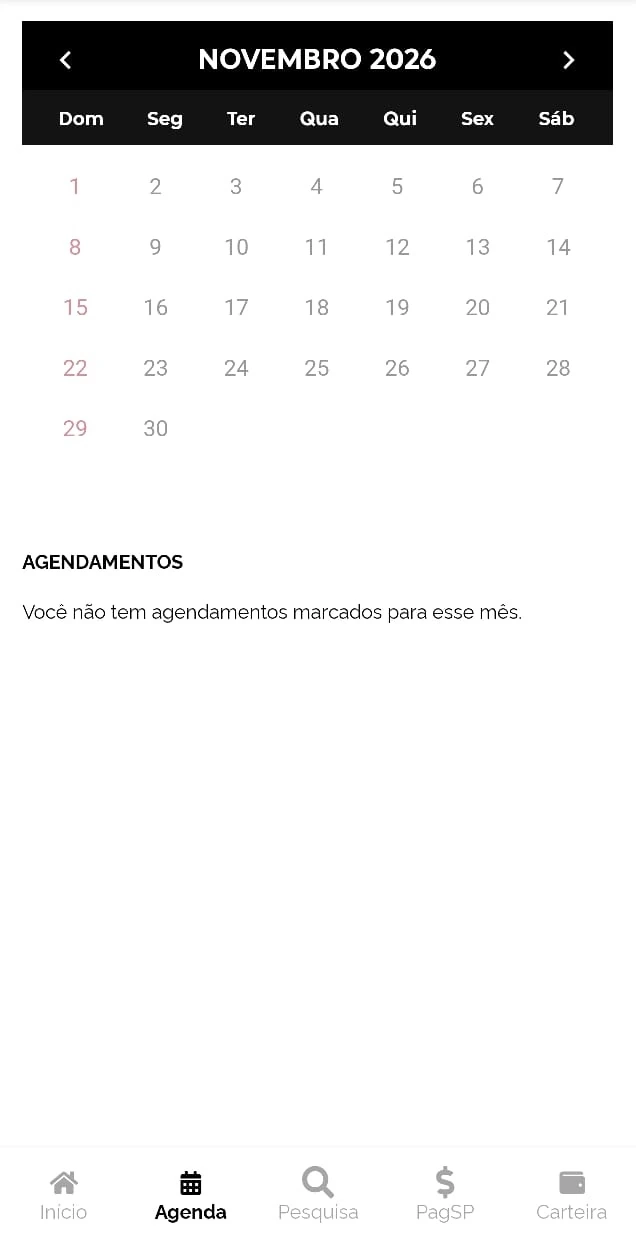 NOVEMBRO 2026
Dom Seg Ter Qua Qui Sex Sáb
1 2 3 4 5 6 7
8 9 10 11 12 13 14
15 16 17 18 19 20 21
22 23 24 25 26 27 28
29 30
AGENDAMENTOS
Você não tem agendamentos marcados para esse mês.
Início Agenda Pesquisa PagSP Carteira